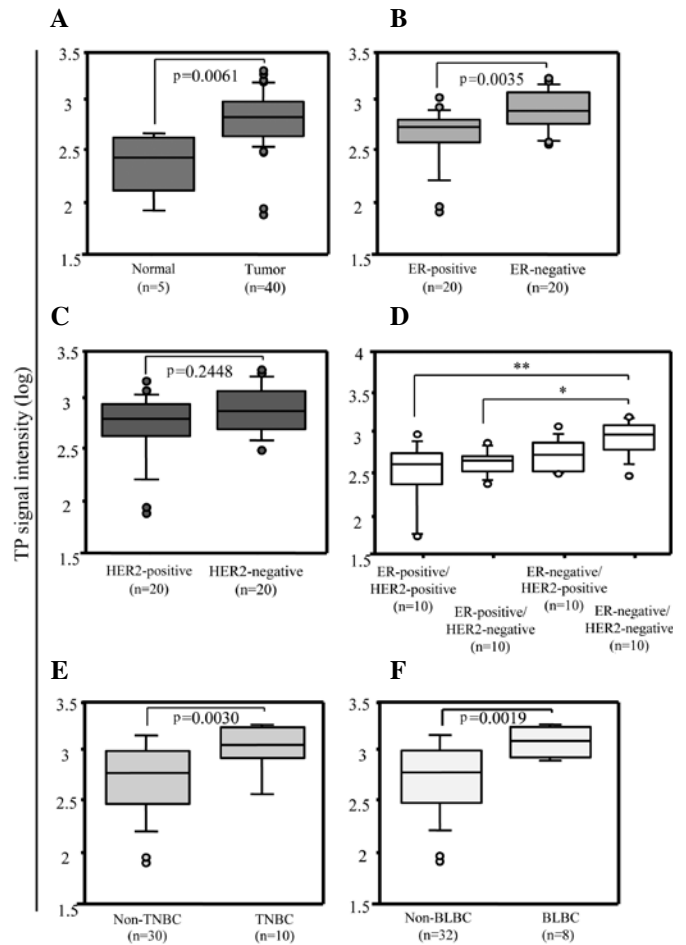 A
B
3.5
3
2.5
2
1.5
p=0.0061
Normal
(n=5)
Tumor
(n=40)
3.5
3
2.5
2
1.5
p=0.0035
ER-positive
(n=20)
ER-negative
(n=20)
C
D
3.5
3
2.5
2
1.5
p=0.2448
HER2-positive
(n=20)
HER2-negative
(n=20)
4
3.5
3
2.5
2
1.5
**
*
ER-positive/
HER2-positive
(n=10)
ER-positive/
HER2-negative
(n=10)
ER-negative/
HER2-positive
(n=10)
ER-negative/
HER2-negative
(n=10)
TP signal intensity (log)
E
F
3.5
3
2.5
2
1.5
p=0.0030
Non-TNBC
(n=30)
TNBC
(n=10)
3.5
3
2.5
2
1.5
p=0.0019
Non-BLBC
(n=32)
BLBC
(n=8)